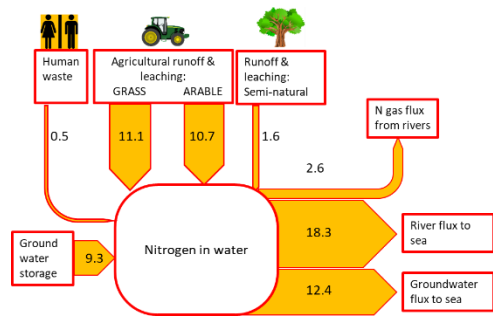 Human
waste
Agricultural runoff &
leaching:
GRASS ARABLE
Runoff &
leaching:
Semi-natural
N gas flux
from rivers
0.5
11.1
10.7
1.6
2.6
Ground
water
storage
9.3
Nitrogen in water
18.3
River flux to
sea
12.4
Groundwater
flux to sea